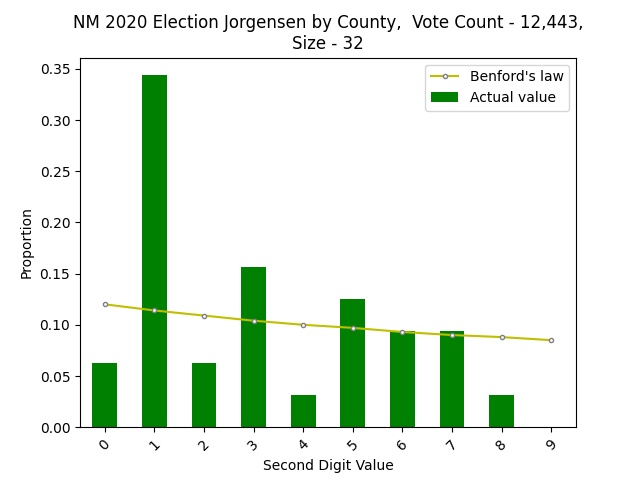 NM 2020 Election Jorgensen by County,  Vote Count - 12,443,
Size - 32
Benford's law
Actual value
Proportion
0.35
0.30
0.25
0.20
0.15
0.10
0.05
0.00
0 1 2 3 4 5 6 7 8 9
Second Digit Value